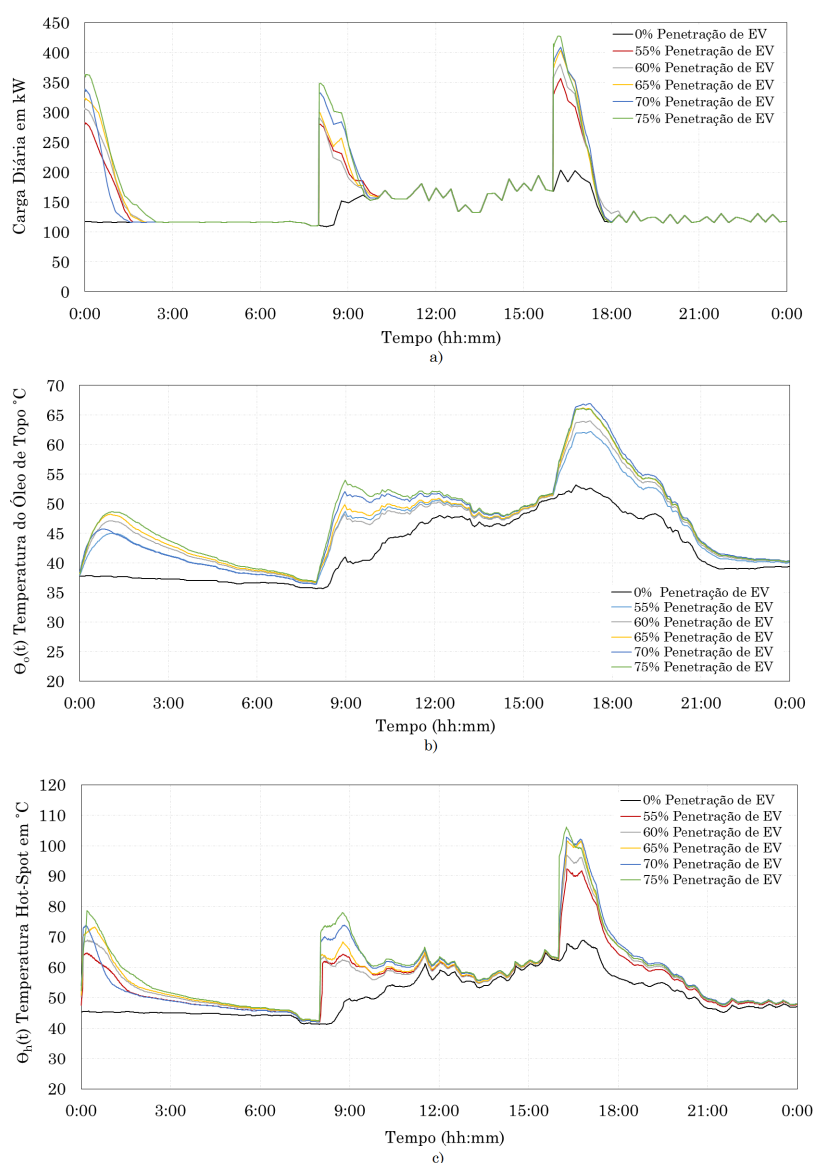 450
400
350
300
250
200
150
100
50
0
Carga Diária em kW
0% Penetração de EV
55% Penetração de EV
60% Penetração de EV
65% Penetração de EV
70% Penetração de EV
75% Penetração de EV
0:00 3:00 6:00 9:00 12:00 15:00 18:00 21:00 0:00
Tempo (hh:mm)
a)
70
65
60
55
50
45
40
35
30
25
20
Ɵo(t) Temperatura do Óleo de Topo °C
0% Penetração de EV
55% Penetração de EV
60% Penetração de EV
65% Penetração de EV
70% Penetração de EV
75% Penetração de EV
0:00 3:00 6:00 9:00 12:00 15:00 18:00 21:00 0:00
Tempo (hh:mm)
b)
120
110
100
90
80
70
60
50
40
30
20
Ɵh(t) Temperatura Hot-Spot em °C
0% Penetração de EV
55% Penetração de EV
60% Penetração de EV
65% Penetração de EV
70% Penetração de EV
75% Penetração de EV
0:00 3:00 6:00 9:00 12:00 15:00 18:00 21:00 0:00
Tempo (hh:mm)
c)